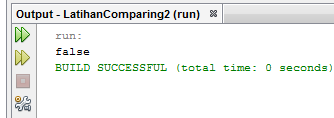 Output - LatihanComparing2 (run)
run:
false
BUILD SUCCESSFUL (total time: 0 seconds)